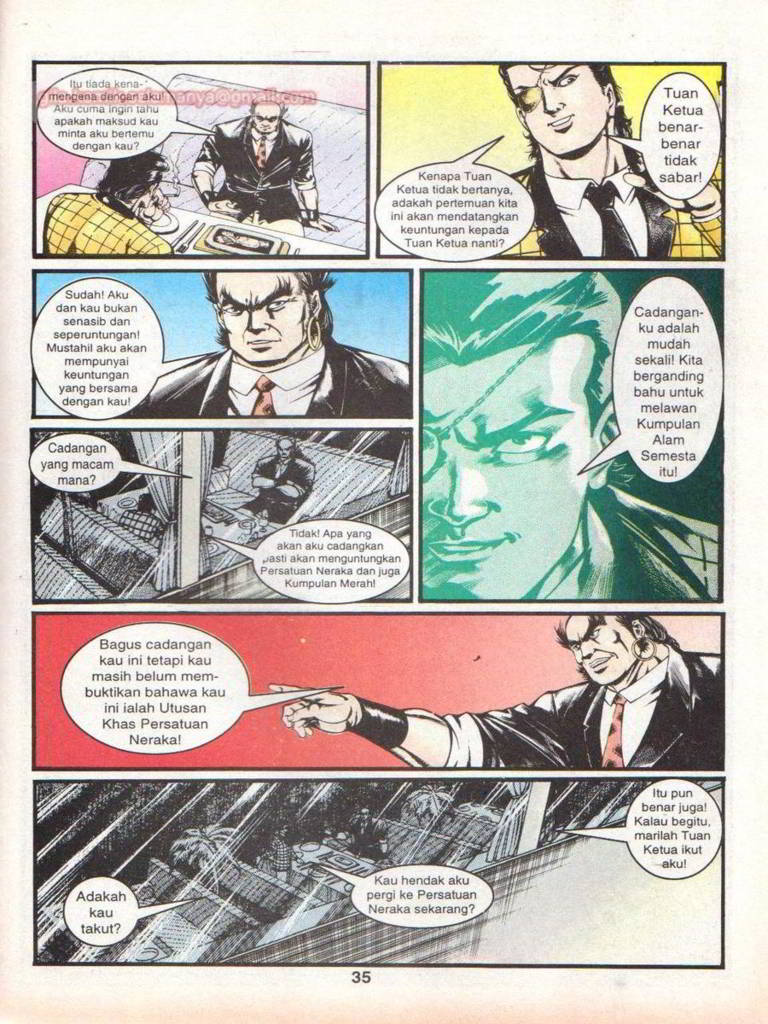 Itu tiada kena-
mengena dengan aku!
Aku cuma ingin tahu
apakah maksud kau
minta aku bertemu
dengan kau?
Kenapa Tuan
Ketua tidak bertanya,
adakah pertemuan kita
ini akan mendatangkan
keuntungan kepada
Tuan Ketua nanti?
Tuan
Ketua
benar-
benar
tidak
sabar!
Sudah! Aku
dan kau bukan
senasib dan
seperuntungan!
Mustahil aku akan
mempunyai
keuntungan
yang bersama
dengan kau!
Cadangan-
ku adalah
mudah
sekali! Kita
berganding
bahu untuk
melawan
Kumpulan
Alam
Semesta
itu!
Cadangan
yang macam
mana?
Tidak! Apa yang
akan aku cadangkan
pasti akan menguntungkan
Persatuan Neraka dan juga
Kumpulan Merah!
Bagus cadangan
kau ini tetapi kau
masih belum mem-
buktikan bahawa kau
ini ialah Utusan
Khas Persatuan
Neraka!
Itu pun
benar juga!
Kalau begitu,
marilah Tuan
Ketua ikut
aku!
Kau hendak aku
pergi ke Persatuan
Neraka sekarang?
Adakah
kau
takut?
35